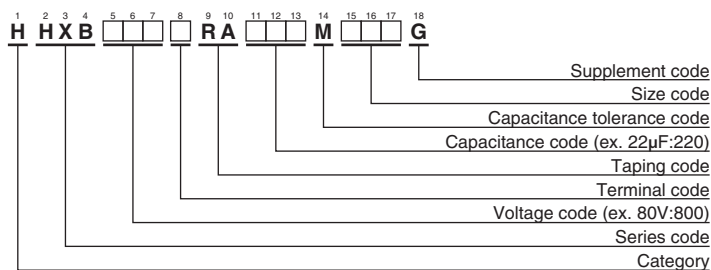 1 2 3 4 5 6 7 8 9 10 11 12 13 14 15 16 17 18
H HXB □□□ □ RA □□□ M □□□ G
Supplement code
Size code
Capacitance tolerance code
Capacitance code (ex. 22µF:220)
Taping code
Terminal code
Voltage code (ex. 80V:800)
Series code
Category